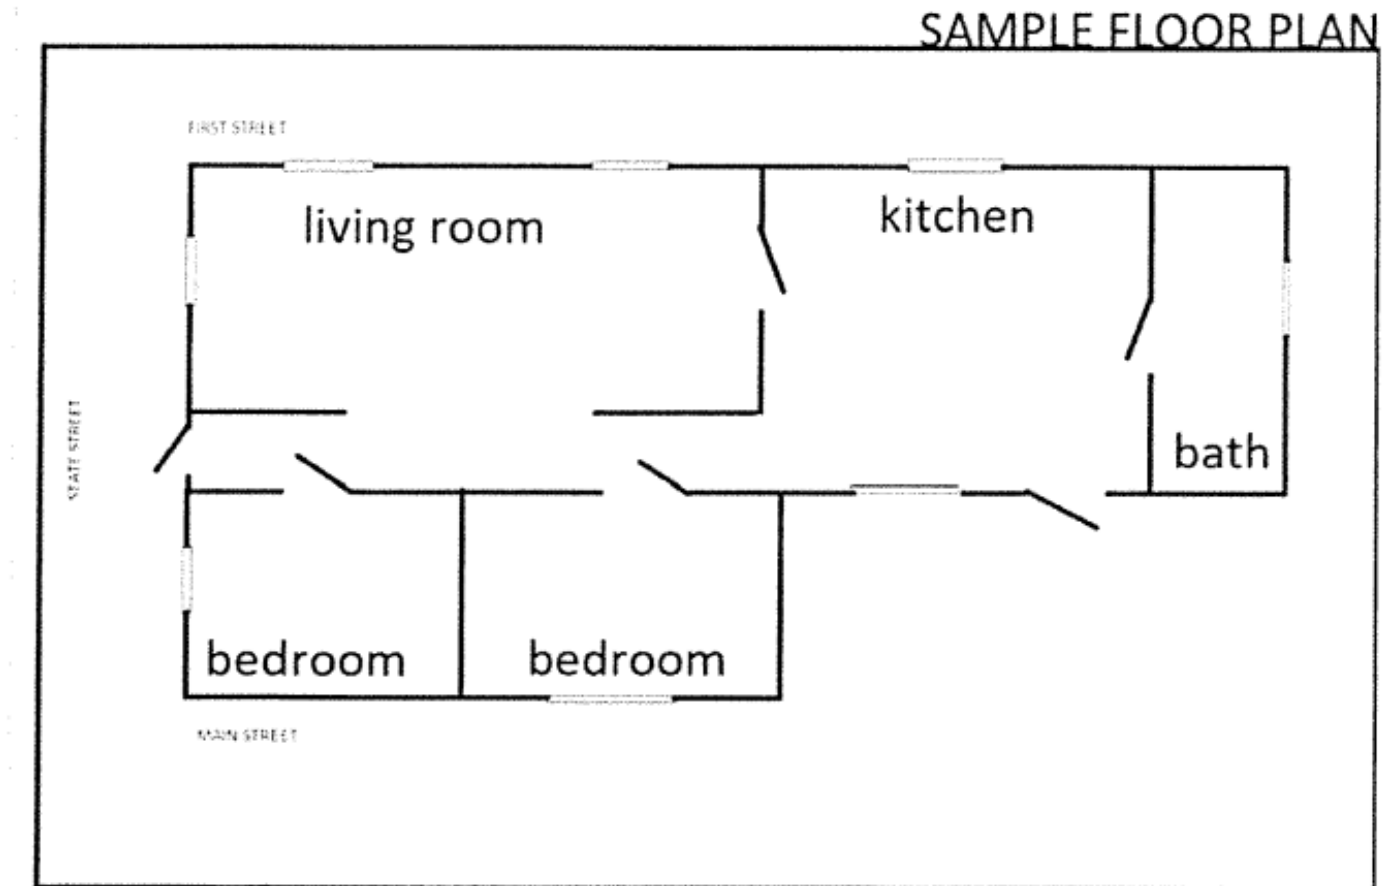 SAMPLE FLOOR PLAN
FIRST STREET
living room
kitchen
STATE STREET
bath
bedroom
bedroom
MAIN STREET